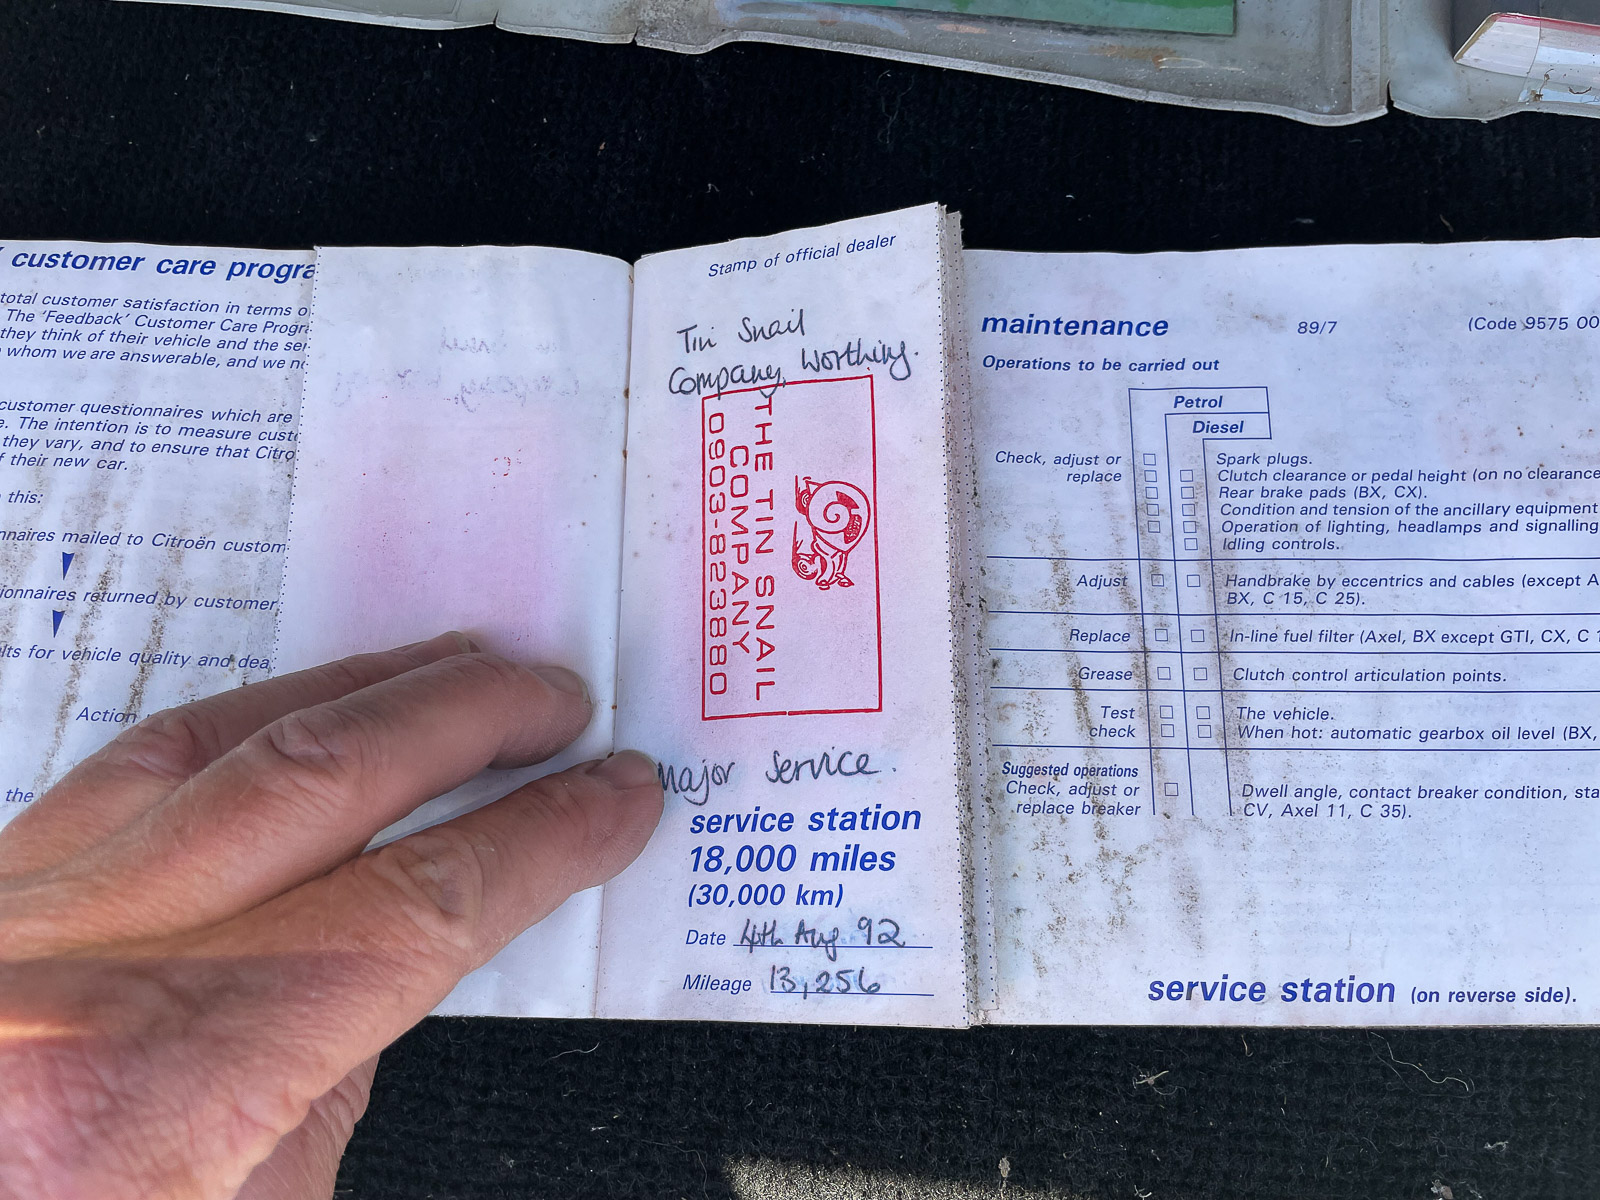 customer care progra
total customer satisfaction in terms o
The 'Feedback' Customer Care Progra
they think of their vehicle and the ser
whom we are answerable, and we no
customer questionnaires which are
The intention is to measure custo
they vary, and to ensure that Citro
f their new car.
this:
nnaires mailed to Citroën custom
ionnaires returned by customer
lts for vehicle quality and dea
Action
the
Stamp of official dealer
Tin Snail
Company, Worthing.
THE TIN SNAIL
COMPANY
0903-823880
Major Service.
service station
18,000 miles
(30,000 km)
Date 4th Aug 92
Mileage 13,256
maintenance 89/7 (Code 9575 00
Operations to be carried out
Petrol
Diesel
Check, adjust or replace
Spark plugs.
Clutch clearance or pedal height (on no clearance
Rear brake pads (BX, CX).
Condition and tension of the ancillary equipment
Operation of lighting, headlamps and signalling
Idling controls.
Adjust Handbrake by eccentrics and cables (except A
BX, C 15, C 25).
Replace In-line fuel filter (Axel, BX except GTI, CX, C 1
Grease Clutch control articulation points.
Test The vehicle.
check When hot: automatic gearbox oil level (BX,
Suggested operations
Check, adjust or Dwell angle, contact breaker condition, sta
replace breaker CV, Axel 11, C 35).
service station (on reverse side).